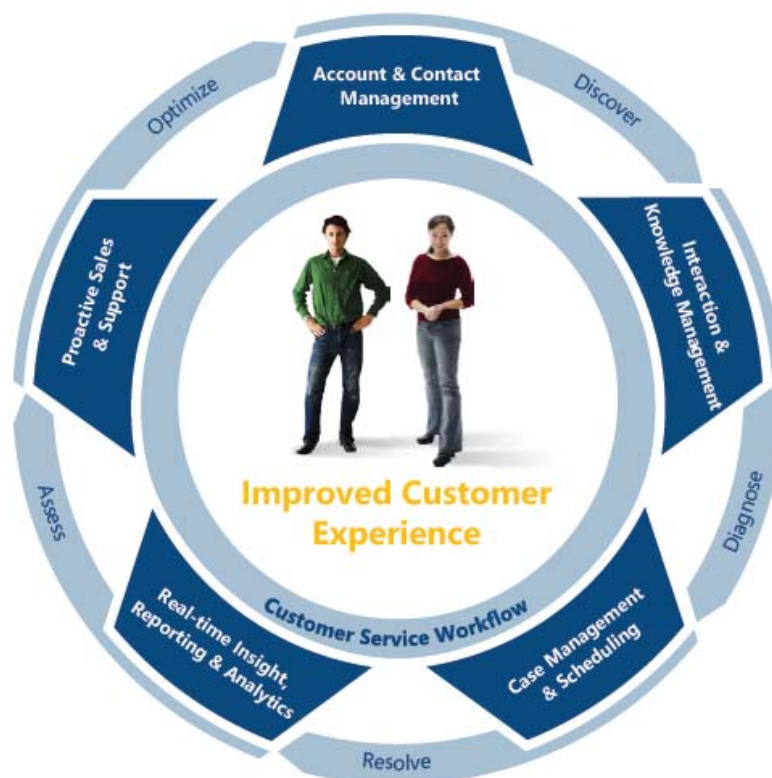 Account & Contact
Management
Discover
Interaction &
Knowledge Management
Diagnose
Case Management
& Scheduling
Resolve
Real-time Insight,
Reporting & Analytics
Assess
Proactive Sales
& Support
Optimize
Improved Customer
Experience
Customer Service Workflow